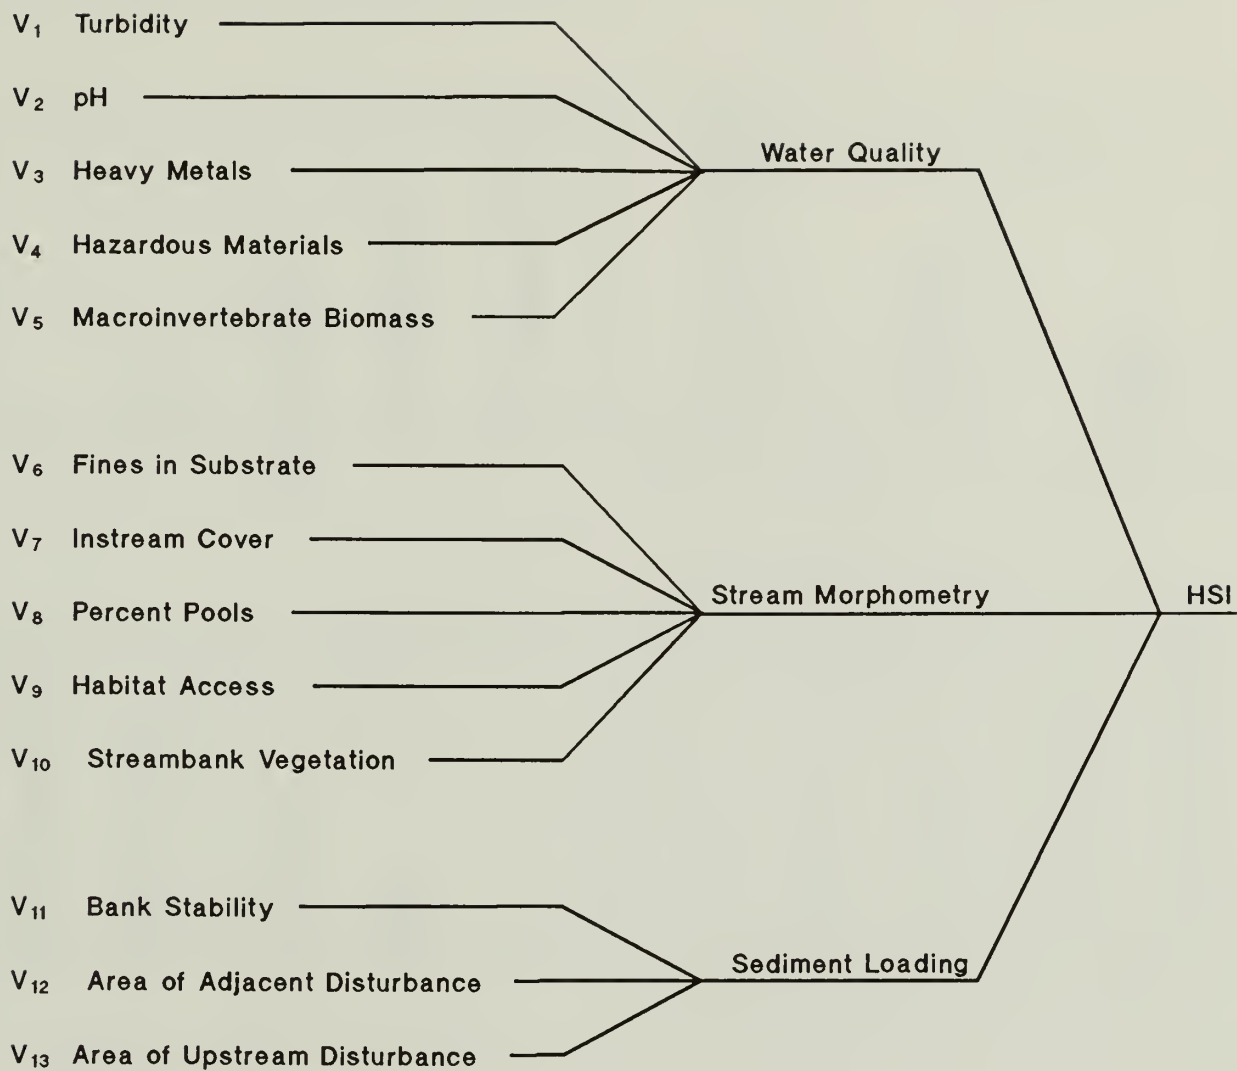 V₁ Turbidity
V₂ pH
Water Quality
V₃ Heavy Metals
V₄ Hazardous Materials
V₅ Macroinvertebrate Biomass
V₆ Fines in Substrate
V₇ Instream Cover
Stream Morphometry HSI
V₈ Percent Pools
V₉ Habitat Access
V₁₀ Streambank Vegetation
V₁₁ Bank Stability
Sediment Loading
V₁₂ Area of Adjacent Disturbance
V₁₃ Area of Upstream Disturbance